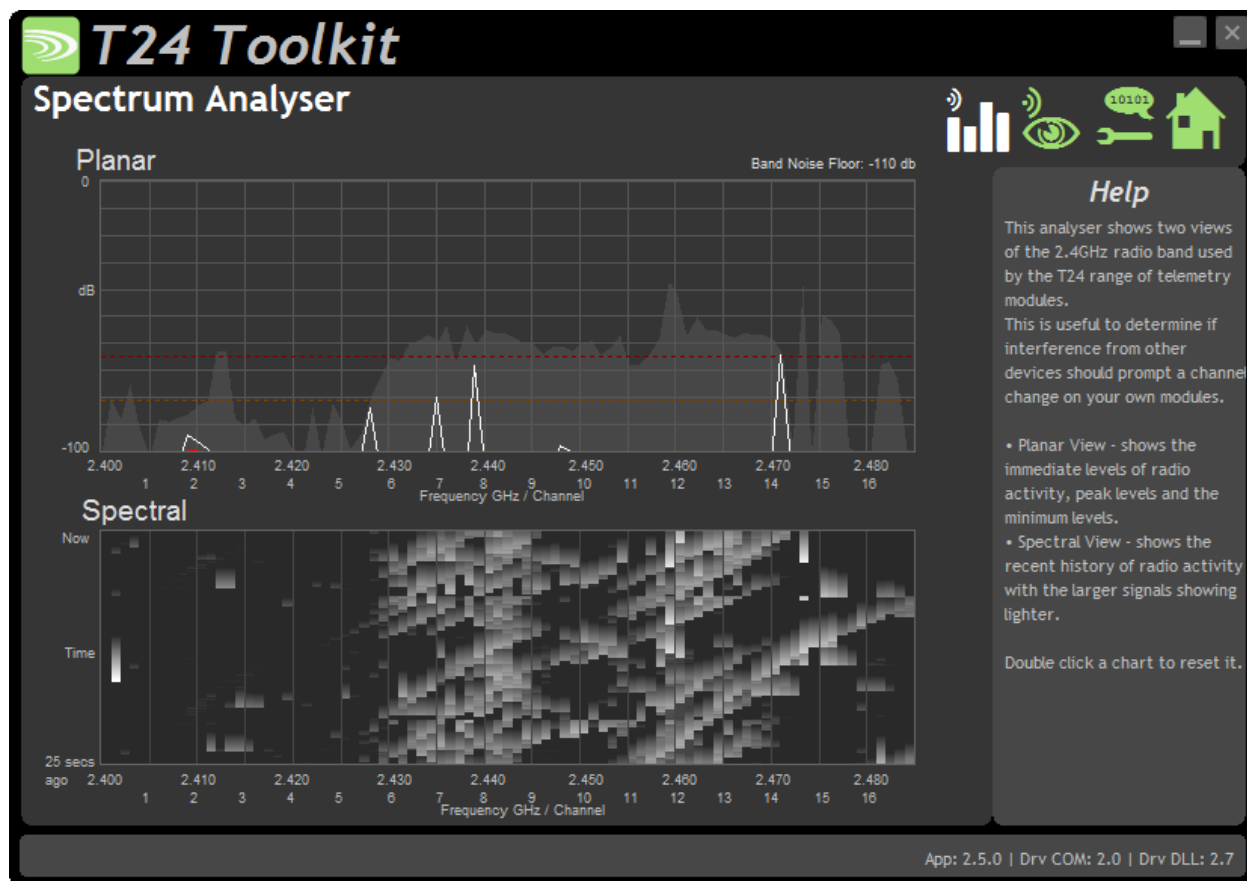 T24 Toolkit
Spectrum Analyser
10101
Planar
Band Noise Floor: -110 db
0
dB
-100
2.400 2.410 2.420 2.430 2.440 2.450 2.460 2.470 2.480
1 2 3 4 5 6 7 8 9 10 11 12 13 14 15 16
Frequency GHz / Channel
Spectral
Now
Time
25 secs
ago
2.400 2.410 2.420 2.430 2.440 2.450 2.460 2.470 2.480
1 2 3 4 5 6 7 8 9 10 11 12 13 14 15 16
Frequency GHz / Channel
Help
This analyser shows two views
of the 2.4GHz radio band used
by the T24 range of telemetry
modules.
This is useful to determine if
interference from other
devices should prompt a channel
change on your own modules.
• Planar View - shows the
immediate levels of radio
activity, peak levels and the
minimum levels.
• Spectral View - shows the
recent history of radio activity
with the larger signals showing
lighter.
Double click a chart to reset it.
App: 2.5.0 | Drv COM: 2.0 | Drv DLL: 2.7